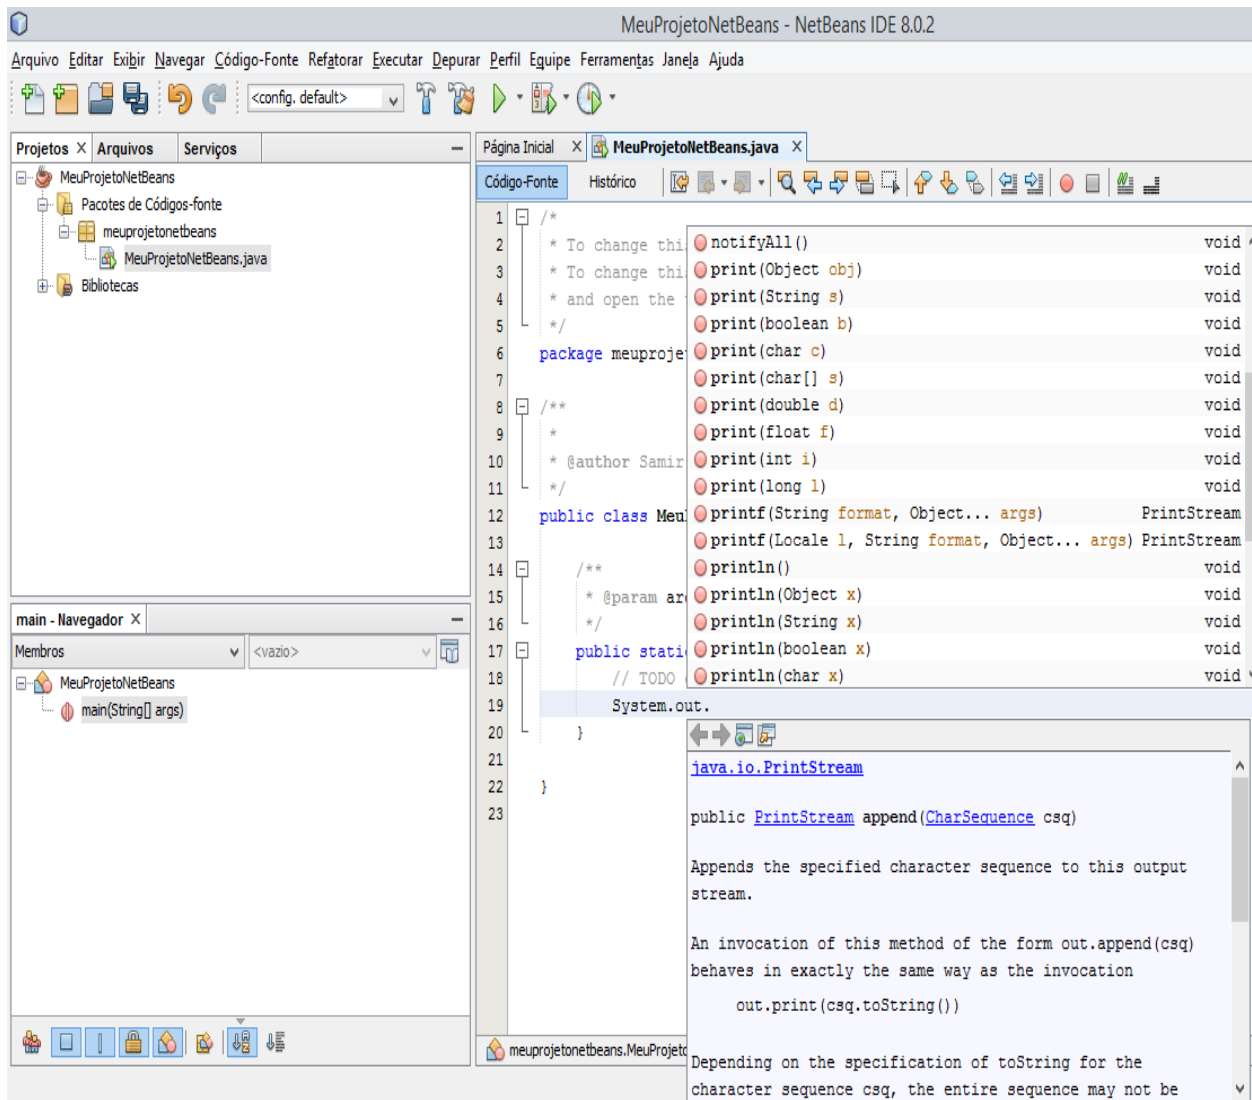 MeuProjetoNetBeans - NetBeans IDE 8.0.2
Arquivo Editar Exibir Navegar Código-Fonte Refatorar Executar Depurar Perfil Equipe Ferramentas Janela Ajuda
<config. default>
Projetos X Arquivos Serviços
MeuProjetoNetBeans
Pacotes de Códigos-fonte
meuprojetonetbeans
MeuProjetoNetBeans.java
Bibliotecas
main - Navegador X
Membros <vazio>
MeuProjetoNetBeans
main(String[] args)
Página Inicial X MeuProjetoNetBeans.java X
Código-Fonte Histórico
1 /*
2 * To change thi
3 * To change thi
4 * and open the
5 */
6 package meuproje
7
8 /**
9 *
10 * @author Samir
11 */
12 public class Meu
13
14 /**
15 * @param ar
16 */
17 public stati
18 // TODO
19 System.out.
20 }
21
22 }
23
notifyAll() void
print(Object obj) void
print(String s) void
print(boolean b) void
print(char c) void
print(char[] s) void
print(double d) void
print(float f) void
print(int i) void
print(long l) void
printf(String format, Object... args) PrintStream
printf(Locale l, String format, Object... args) PrintStream
println() void
println(Object x) void
println(String x) void
println(boolean x) void
println(char x) void
java.io.PrintStream
public PrintStream append(CharSequence csq)
Appends the specified character sequence to this output
stream.
An invocation of this method of the form out.append(csq)
behaves in exactly the same way as the invocation
out.print(csq.toString())
Depending on the specification of toString for the
character sequence csq, the entire sequence may not be
meuprojetonetbeans.MeuProjeto